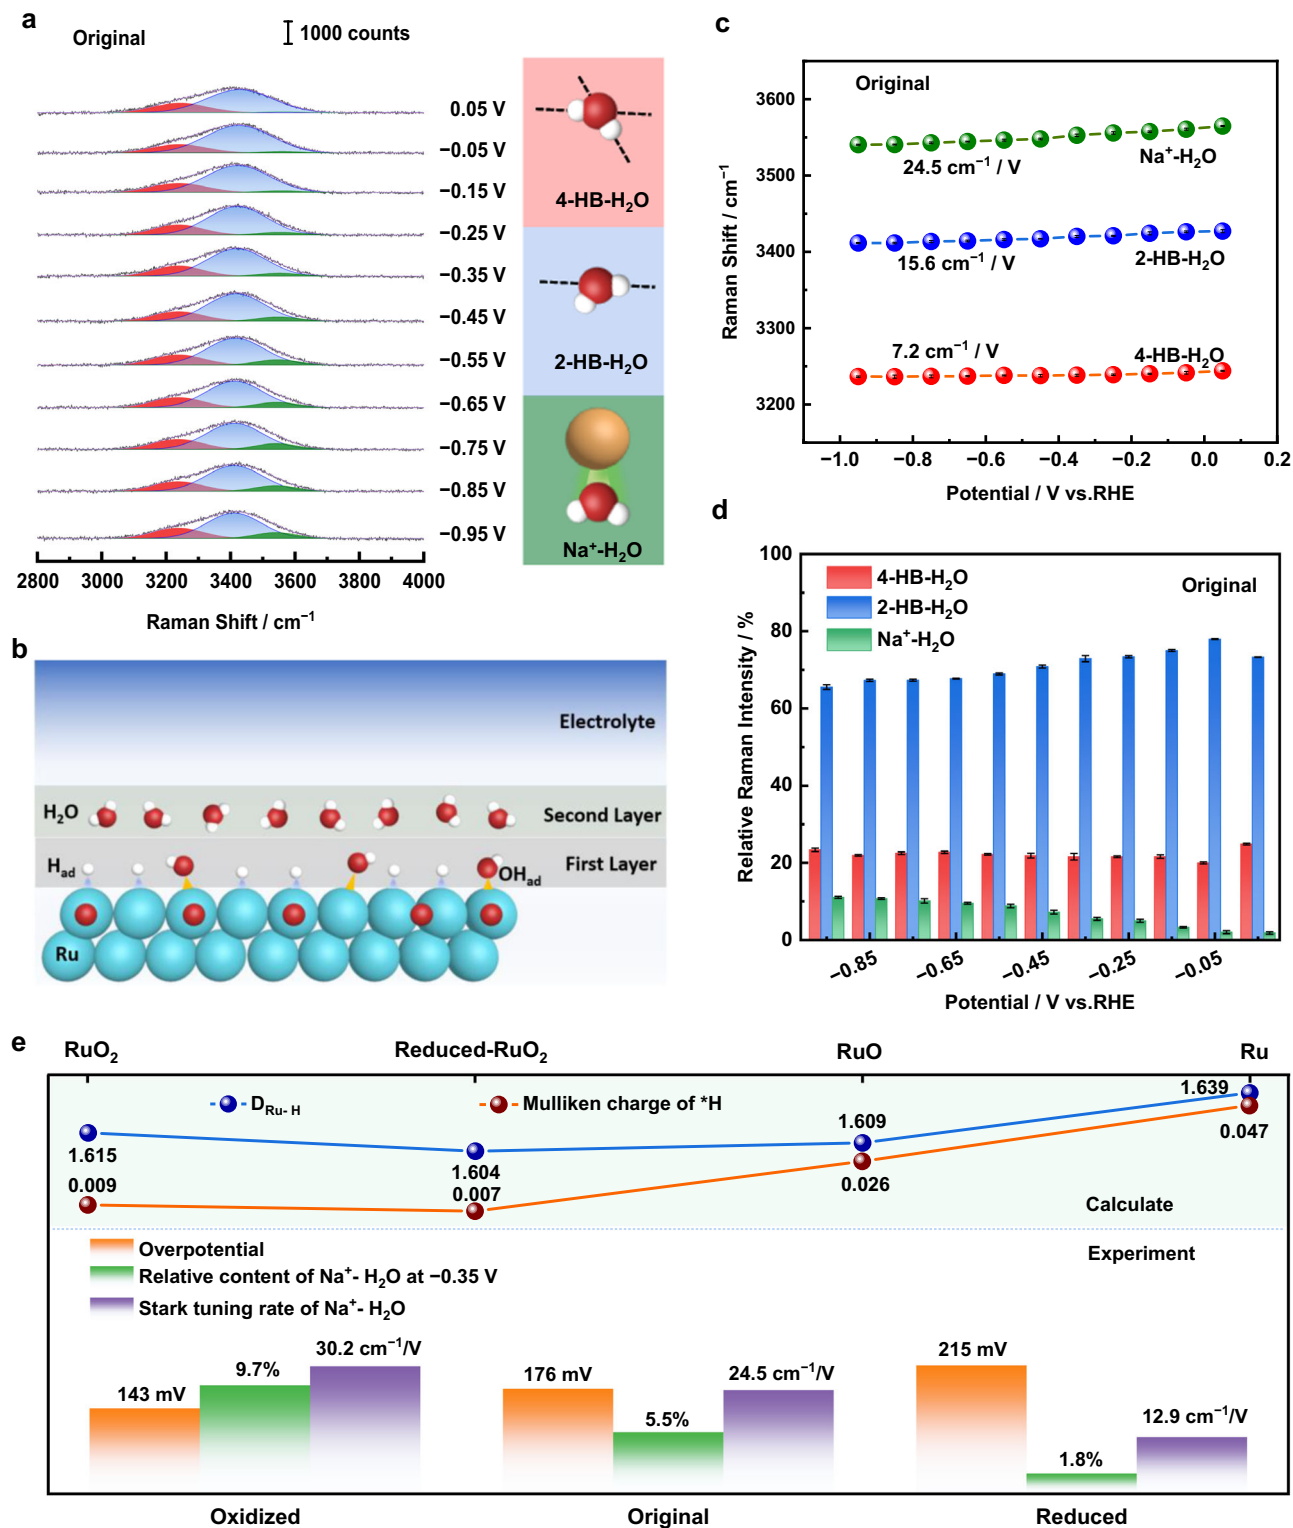 a
Original
1000 counts
0.05 V
−0.05 V
−0.15 V
−0.25 V
−0.35 V
−0.45 V
−0.55 V
−0.65 V
−0.75 V
−0.85 V
−0.95 V
2800 3000 3200 3400 3600 3800 4000
Raman Shift / cm⁻¹
4-HB-H₂O
2-HB-H₂O
Na⁺-H₂O
b
Electrolyte
H₂O
Second Layer
H_ad
First Layer
OH_ad
Ru
c
Original
3600
3500
3400
3300
3200
Raman Shift / cm⁻¹
24.5 cm⁻¹ / V
Na⁺-H₂O
15.6 cm⁻¹ / V
2-HB-H₂O
7.2 cm⁻¹ / V
4-HB-H₂O
−1.0 −0.8 −0.6 −0.4 −0.2 0.0 0.2
Potential / V vs.RHE
d
100
80
60
40
20
0
Relative Raman Intensity / %
4-HB-H₂O
2-HB-H₂O
Na⁺-H₂O
Original
−0.85 −0.65 −0.45 −0.25 −0.05
Potential / V vs.RHE
e
RuO₂ Reduced-RuO₂ RuO Ru
D_Ru-H
Mulliken charge of *H
1.615
1.604
1.609
1.639
0.009
0.007
0.026
0.047
Calculate
Experiment
Overpotential
Relative content of Na⁺- H₂O at −0.35 V
Stark tuning rate of Na⁺- H₂O
143 mV
9.7%
30.2 cm⁻¹/V
176 mV
5.5%
24.5 cm⁻¹/V
215 mV
1.8%
12.9 cm⁻¹/V
Oxidized Original Reduced